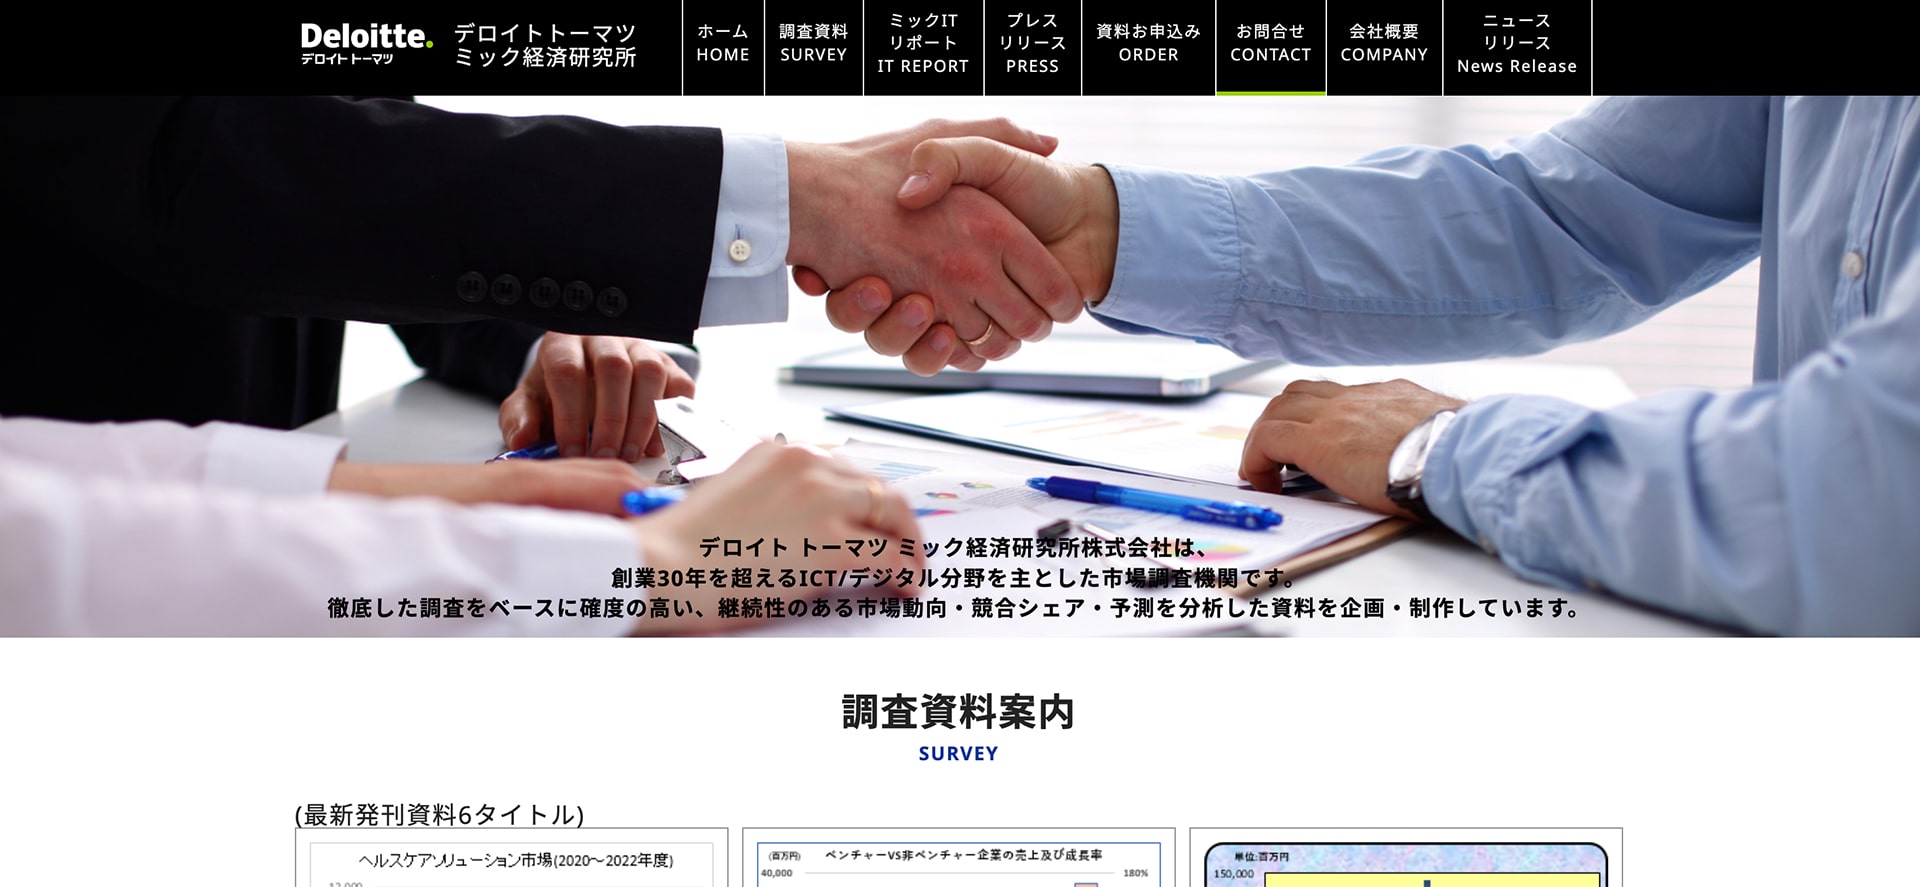 Deloitte.
デロイト トーマツ
デロイトトーマツ
ミック経済研究所
ホーム
HOME
調査資料
SURVEY
ミックIT
リポート
IT REPORT
プレス
リリース
PRESS
資料お申込み
ORDER
お問合せ
CONTACT
会社概要
COMPANY
ニュース
リリース
News Release
デロイト トーマツ ミック経済研究所株式会社は、
創業30年を超えるICT/デジタル分野を主とした市場調査機関です。
徹底した調査をベースに確度の高い、継続性のある市場動向・競合シェア・予測を分析した資料を企画・制作しています。
調査資料案内
SURVEY
(最新発刊資料6タイトル)
ヘルスケアソリューション市場(2020～2022年度)
12,000
(百万円)
ベンチャーVS非ベンチャー企業の売上及び成長率
40,000
180%
単位:百万円
150,000